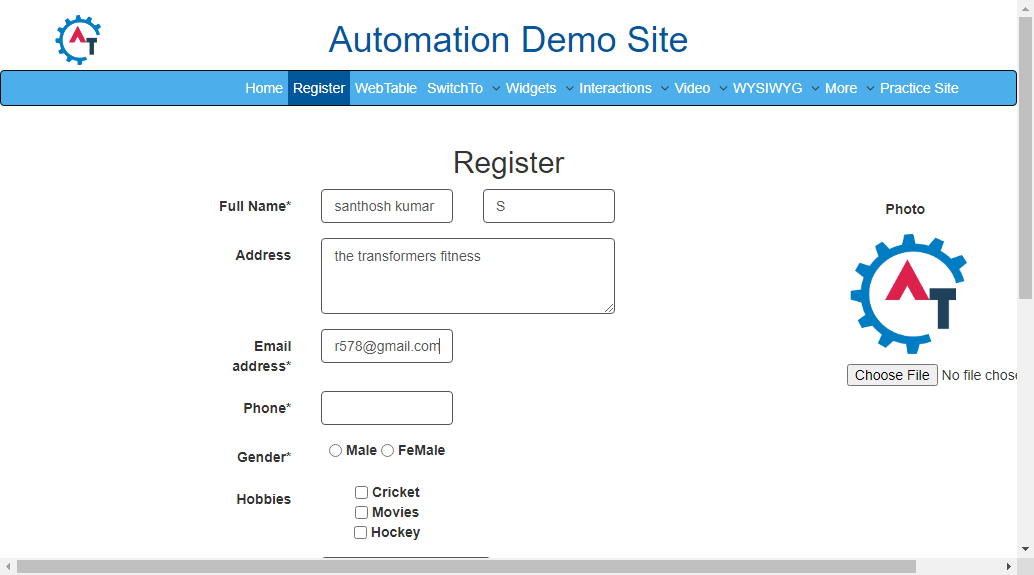 AT
Automation Demo Site
Home Register WebTable SwitchTo Widgets Interactions Video WYSIWYG More Practice Site
Register
Full Name* santhosh kumar S
Photo
Address the transformers fitness
AT
Email address* r578@gmail.com
Choose File No file chose
Phone*
Gender* Male FeMale
Hobbies Cricket
Movies
Hockey